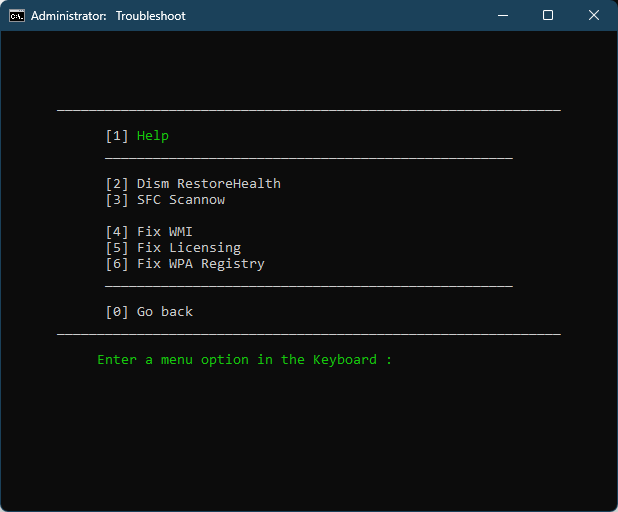 Administrator: Troubleshoot
[1] Help
[2] Dism RestoreHealth
[3] SFC Scannow
[4] Fix WMI
[5] Fix Licensing
[6] Fix WPA Registry
[0] Go back
Enter a menu option in the Keyboard :